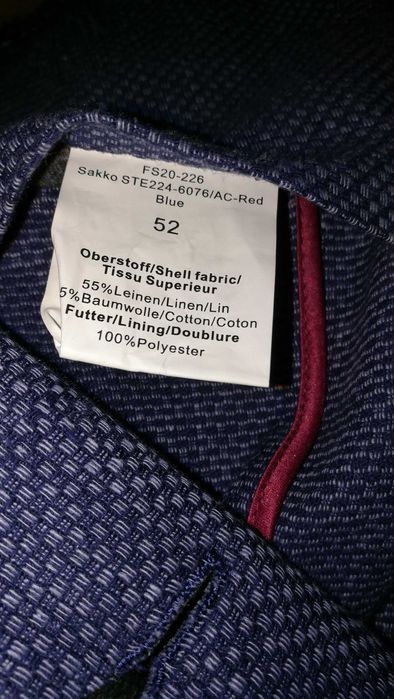 FS20-226
Sakko STE224-6076/AC-Red
Blue
52
Oberstoff/Shell fabric/
Tissu Superieur
55%Leinen/Linen/Lin
5%Baumwolle/Cotton/Coton
Futter/Lining/Doublure
100%Polyester